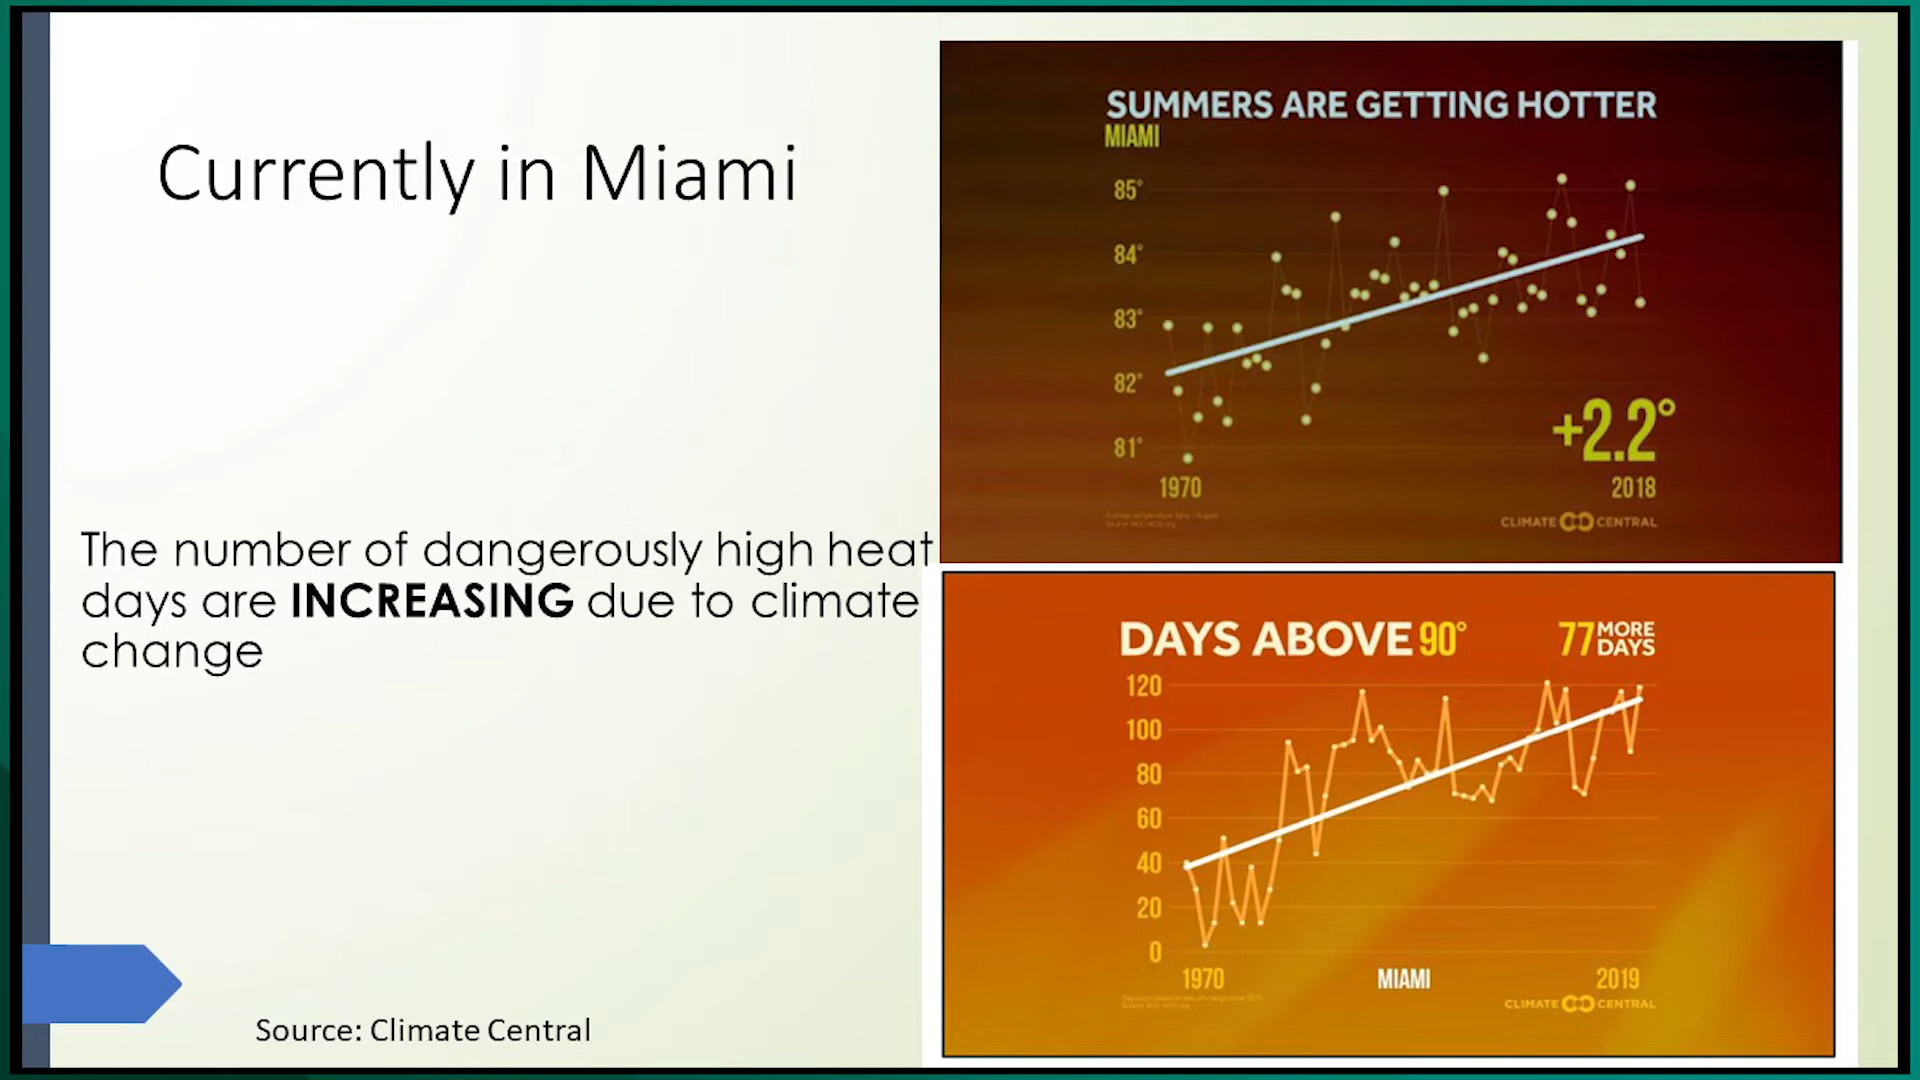 Currently in Miami
The number of dangerously high heat
days are INCREASING due to climate
change
Source: Climate Central
SUMMERS ARE GETTING HOTTER
MIAMI
85°
84°
83°
82°
81°
+2.2°
1970
2018
CLIMATE CENTRAL
DAYS ABOVE 90°
77 MORE
DAYS
120
100
80
60
40
20
0
1970
MIAMI
2019
CLIMATE CENTRAL